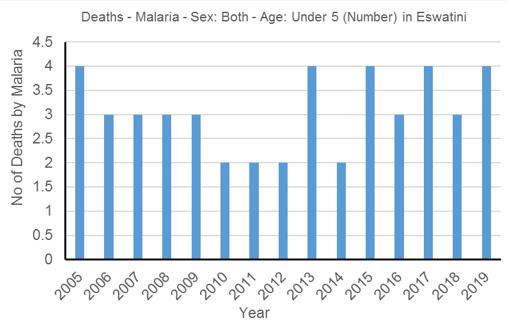 Deaths - Malaria - Sex: Both - Age: Under 5 (Number) in Eswatini
No of Deaths by Malaria
4.5
4
3.5
3
2.5
2
1.5
1
0.5
0
2005 2006 2007 2008 2009 2010 2011 2012 2013 2014 2015 2016 2017 2018 2019
Year